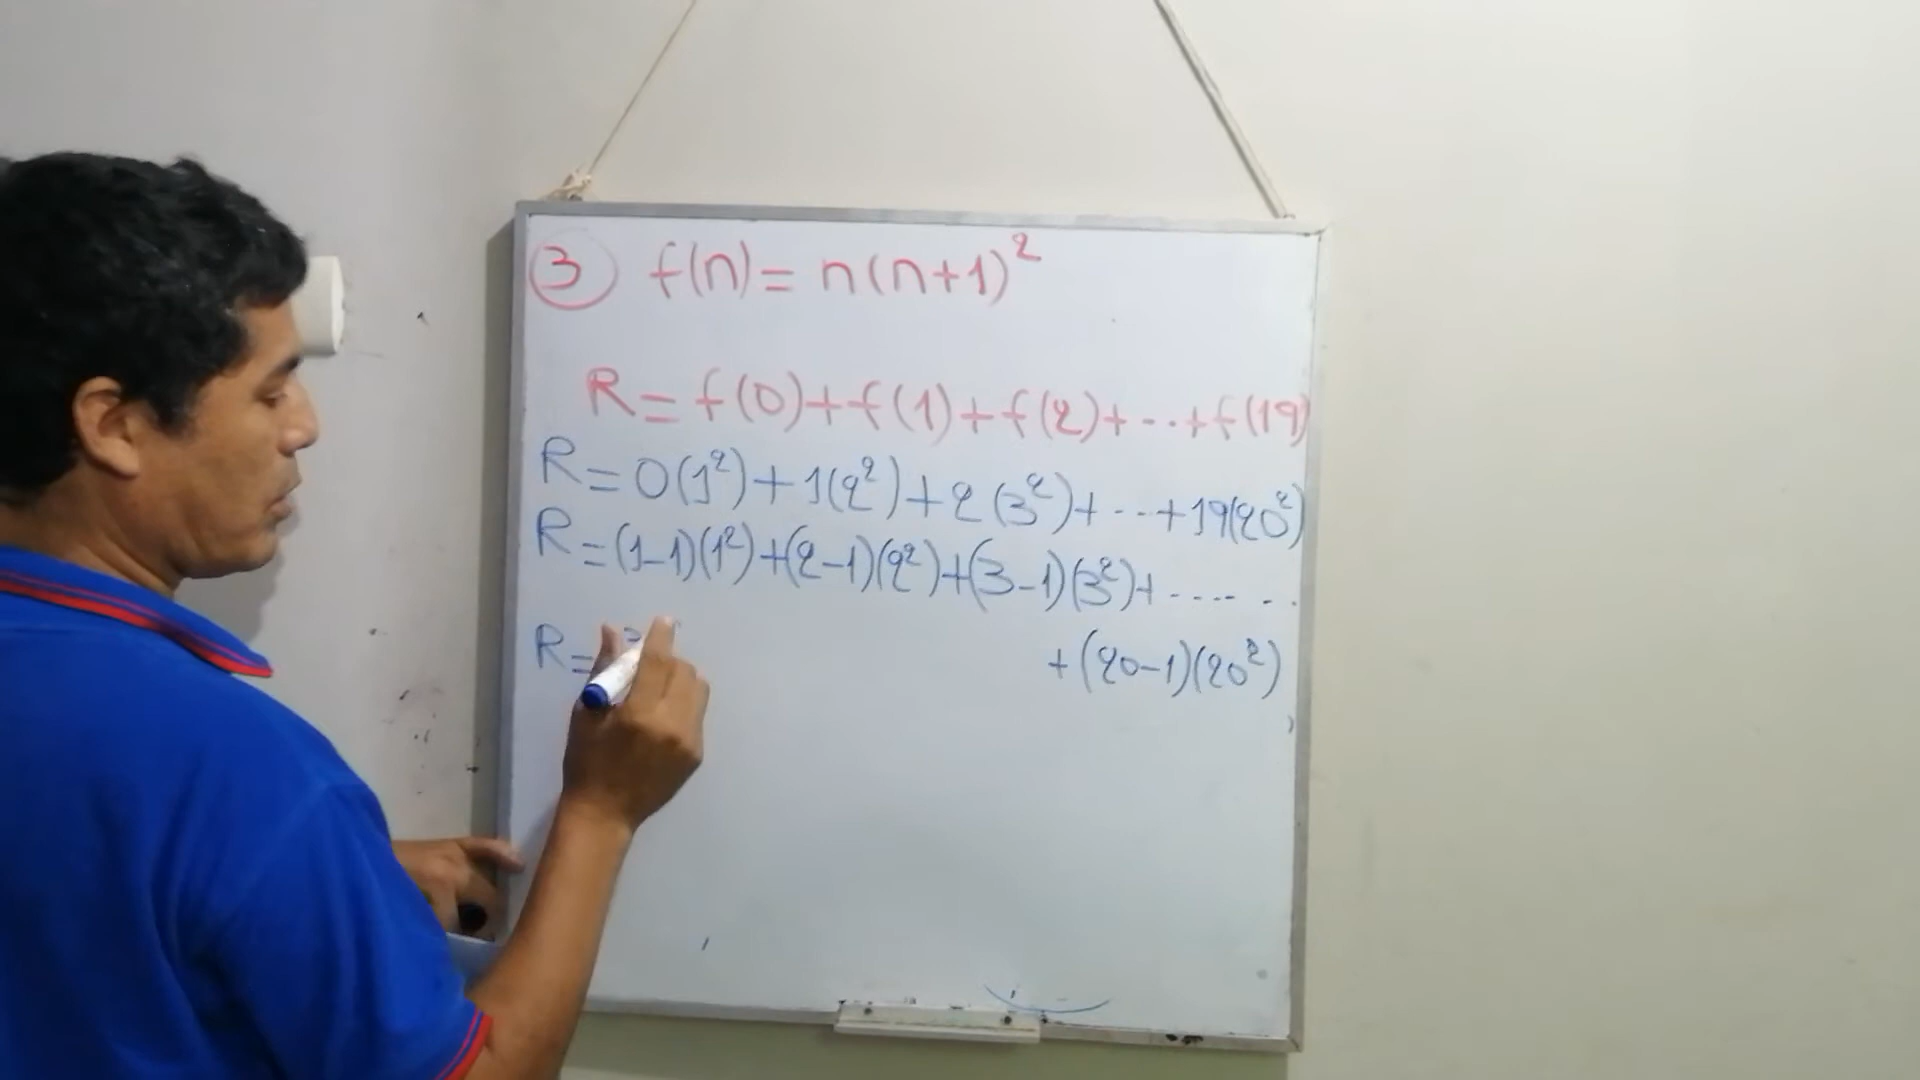 3 f(n) = n(n+1)²
R = f(0)+f(1)+f(2)+...+f(19)
R = 0(1²)+1(2²)+2(3²)+...+19(20²)
R = (1-1)(1²)+(2-1)(2²)+(3-1)(3²)+......
+(20-1)(20²)
R =